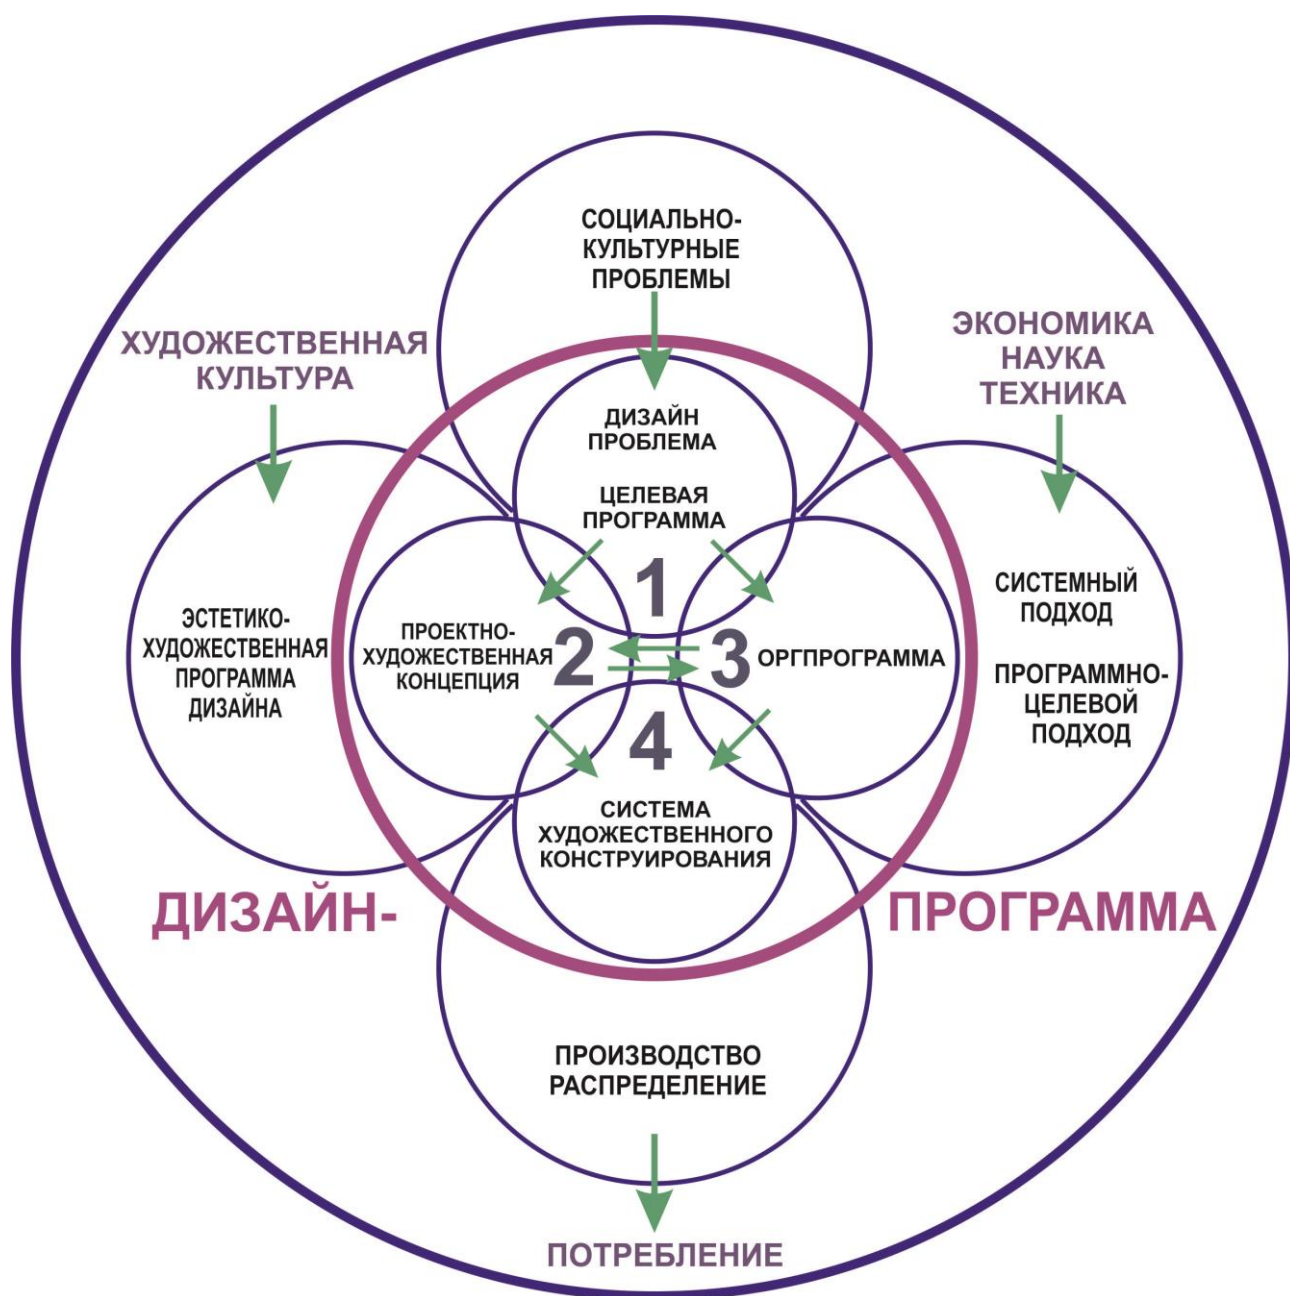 СОЦИАЛЬНО-
КУЛЬТУРНЫЕ
ПРОБЛЕМЫ
ХУДОЖЕСТВЕННАЯ
КУЛЬТУРА
ЭКОНОМИКА
НАУКА
ТЕХНИКА
ДИЗАЙН
ПРОБЛЕМА
ЦЕЛЕВАЯ
ПРОГРАММА
1
ЭСТЕТИКО-
ХУДОЖЕСТВЕННАЯ
ПРОГРАММА
ДИЗАЙНА
ПРОЕКТНО-
ХУДОЖЕСТВЕННАЯ
КОНЦЕПЦИЯ
2
3
ОРГПРОГРАММА
СИСТЕМНЫЙ
ПОДХОД
ПРОГРАММНО-
ЦЕЛЕВОЙ
ПОДХОД
4
СИСТЕМА
ХУДОЖЕСТВЕННОГО
КОНСТРУИРОВАНИЯ
ДИЗАЙН-
ПРОГРАММА
ПРОИЗВОДСТВО
РАСПРЕДЕЛЕНИЕ
ПОТРЕБЛЕНИЕ